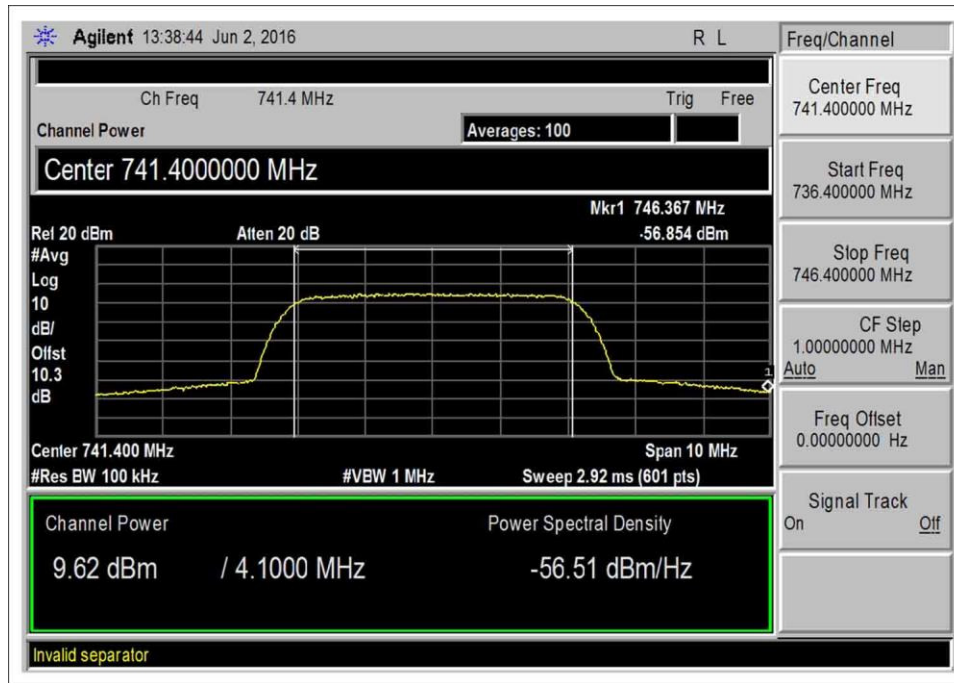 Agilent 13:38:44 Jun 2, 2016 R L
Freq/Channel
Ch Freq 741.4 MHz Trig Free
Channel Power Averages: 100
Center 741.4000000 MHz
Mkr1 746.367 MHz
Ref 20 dBm Atten 20 dB -56.854 dBm
#Avg
Log
10
dB/
Offst
10.3
dB
1
Center 741.400 MHz Span 10 MHz
#Res BW 100 kHz #VBW 1 MHz Sweep 2.92 ms (601 pts)
Channel Power Power Spectral Density
9.62 dBm / 4.1000 MHz -56.51 dBm/Hz
Invalid separator
Center Freq
741.400000 MHz
Start Freq
736.400000 MHz
Stop Freq
746.400000 MHz
CF Step
1.00000000 MHz
Auto Man
Freq Offset
0.00000000 Hz
Signal Track
On Off